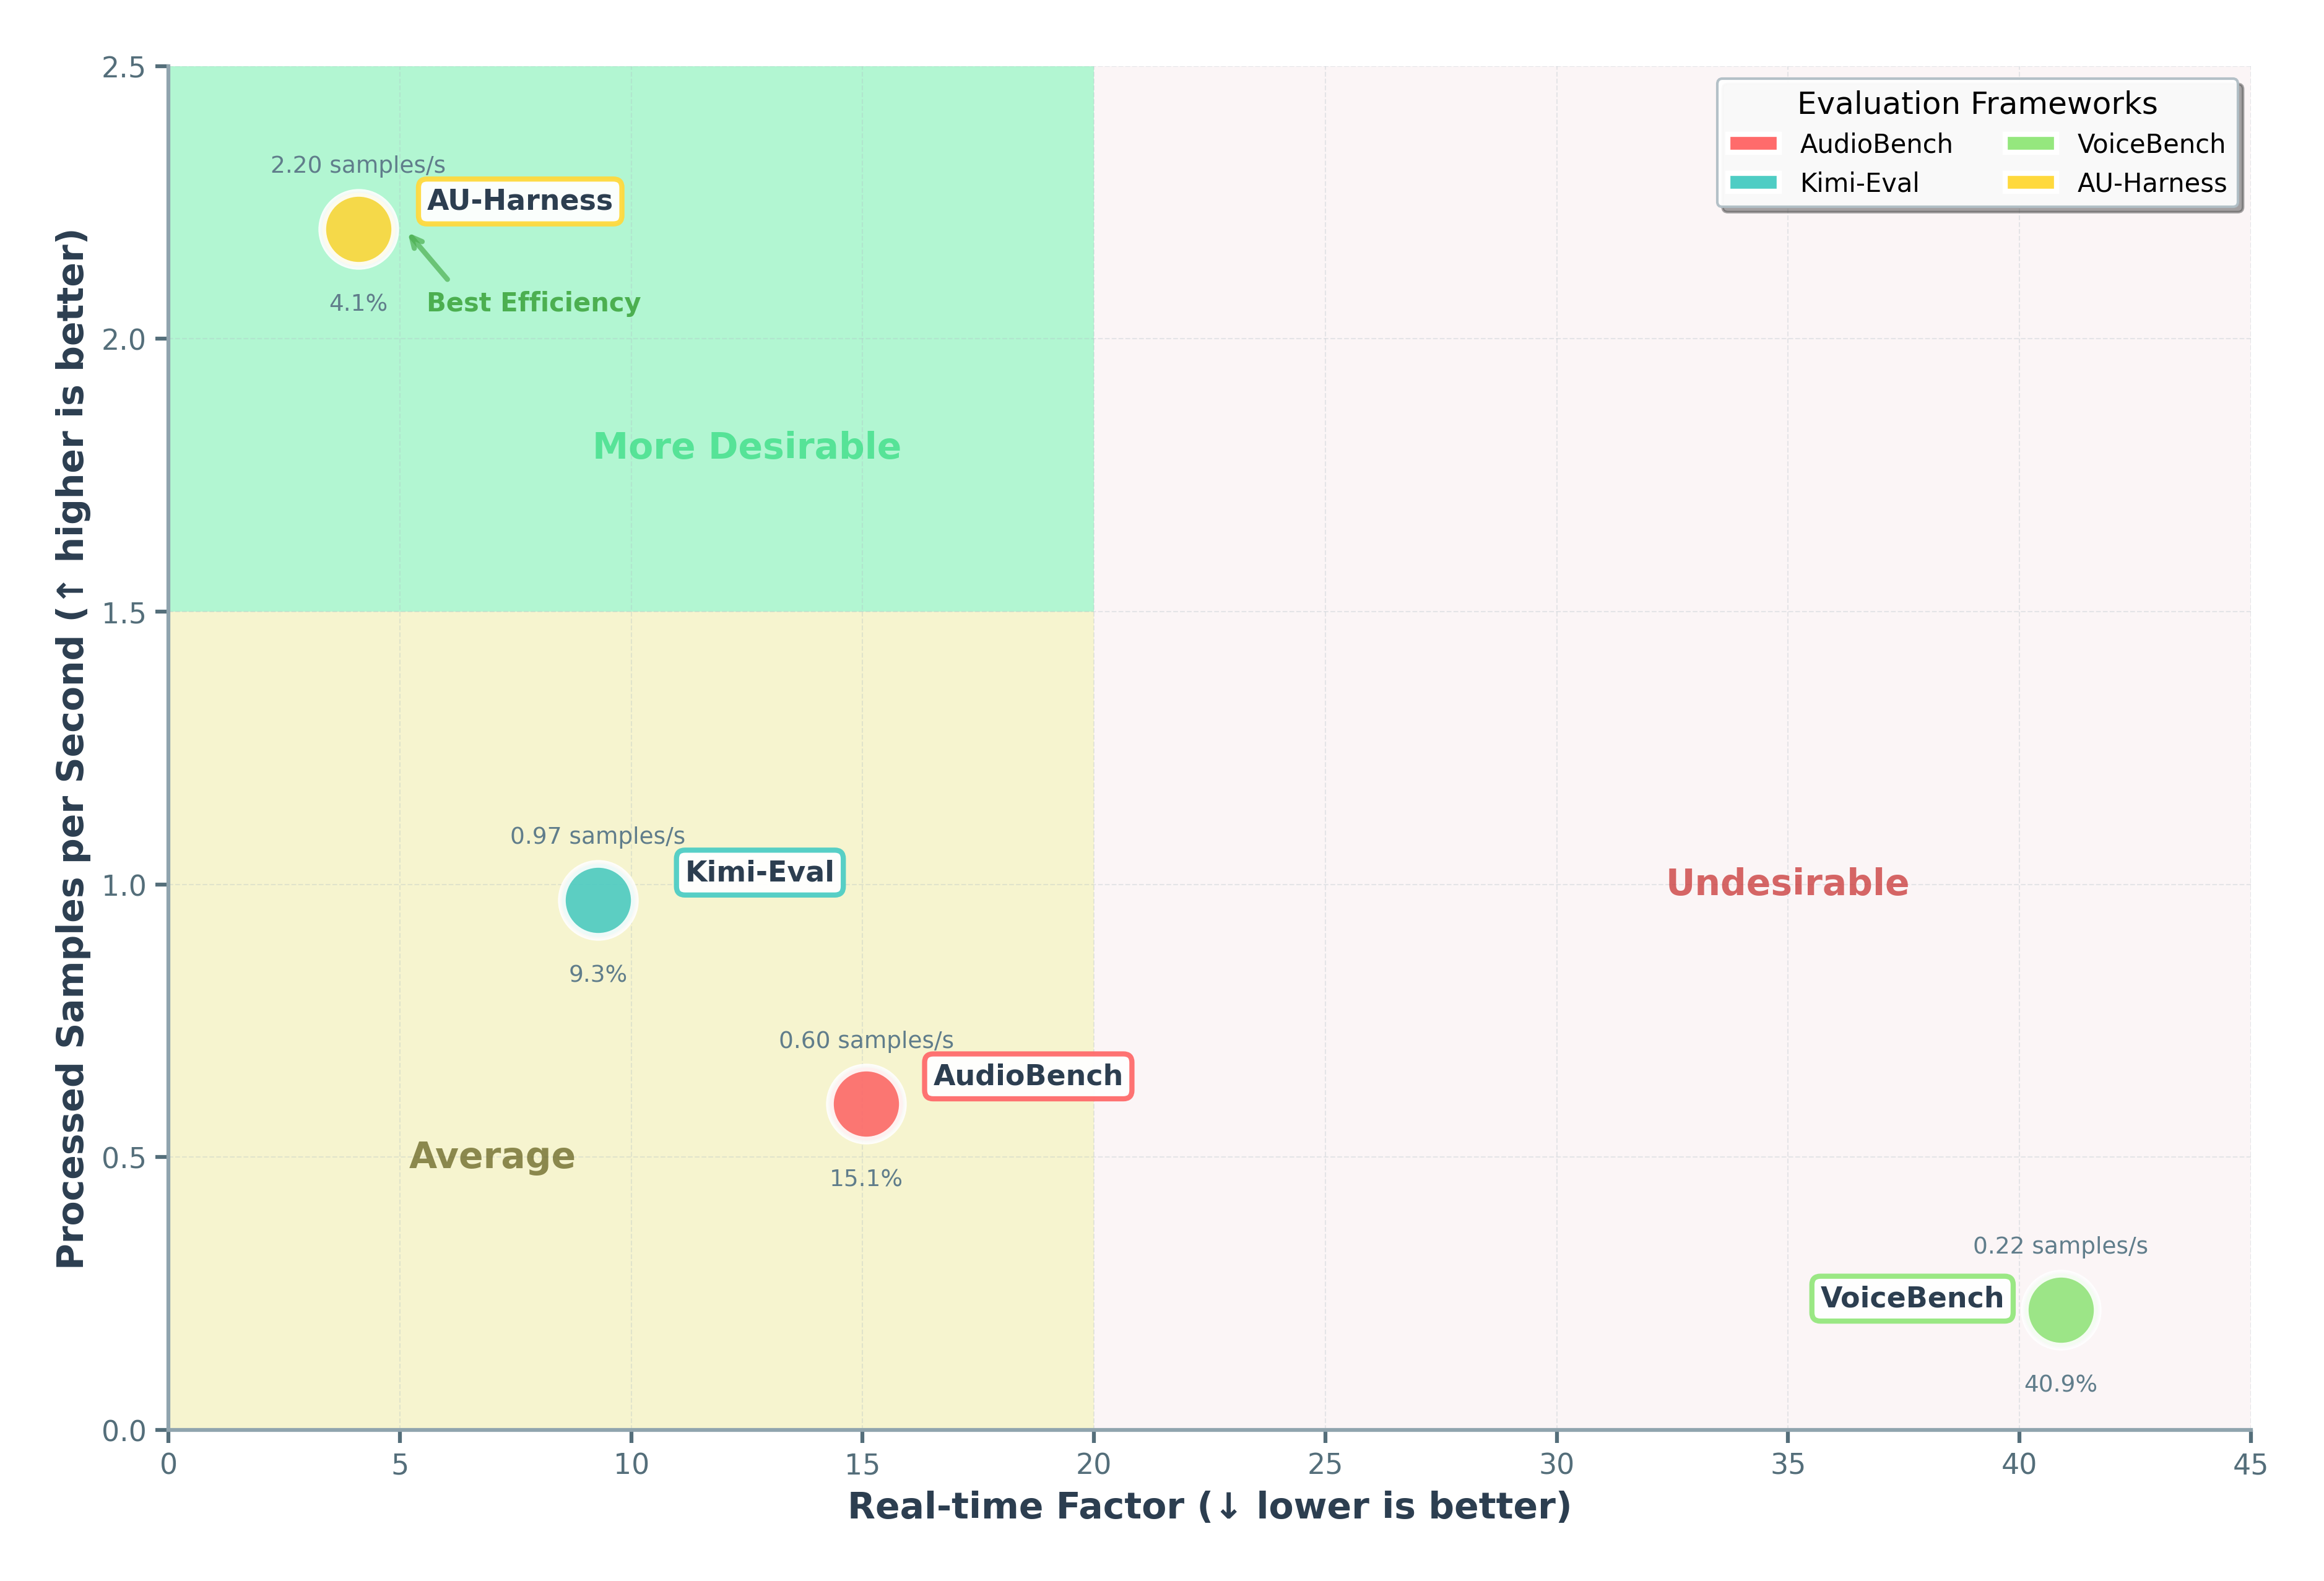 Processed Samples per Second (↑ higher is better)
2.5
2.0
1.5
1.0
0.5
0.0
Evaluation Frameworks
AudioBench
Kimi-Eval
VoiceBench
AU-Harness
2.20 samples/s
AU-Harness
4.1%
Best Efficiency
More Desirable
0.97 samples/s
Kimi-Eval
9.3%
Undesirable
0.60 samples/s
AudioBench
Average
15.1%
0.22 samples/s
VoiceBench
40.9%
0
5
10
15
20
25
30
35
40
45
Real-time Factor (↓ lower is better)